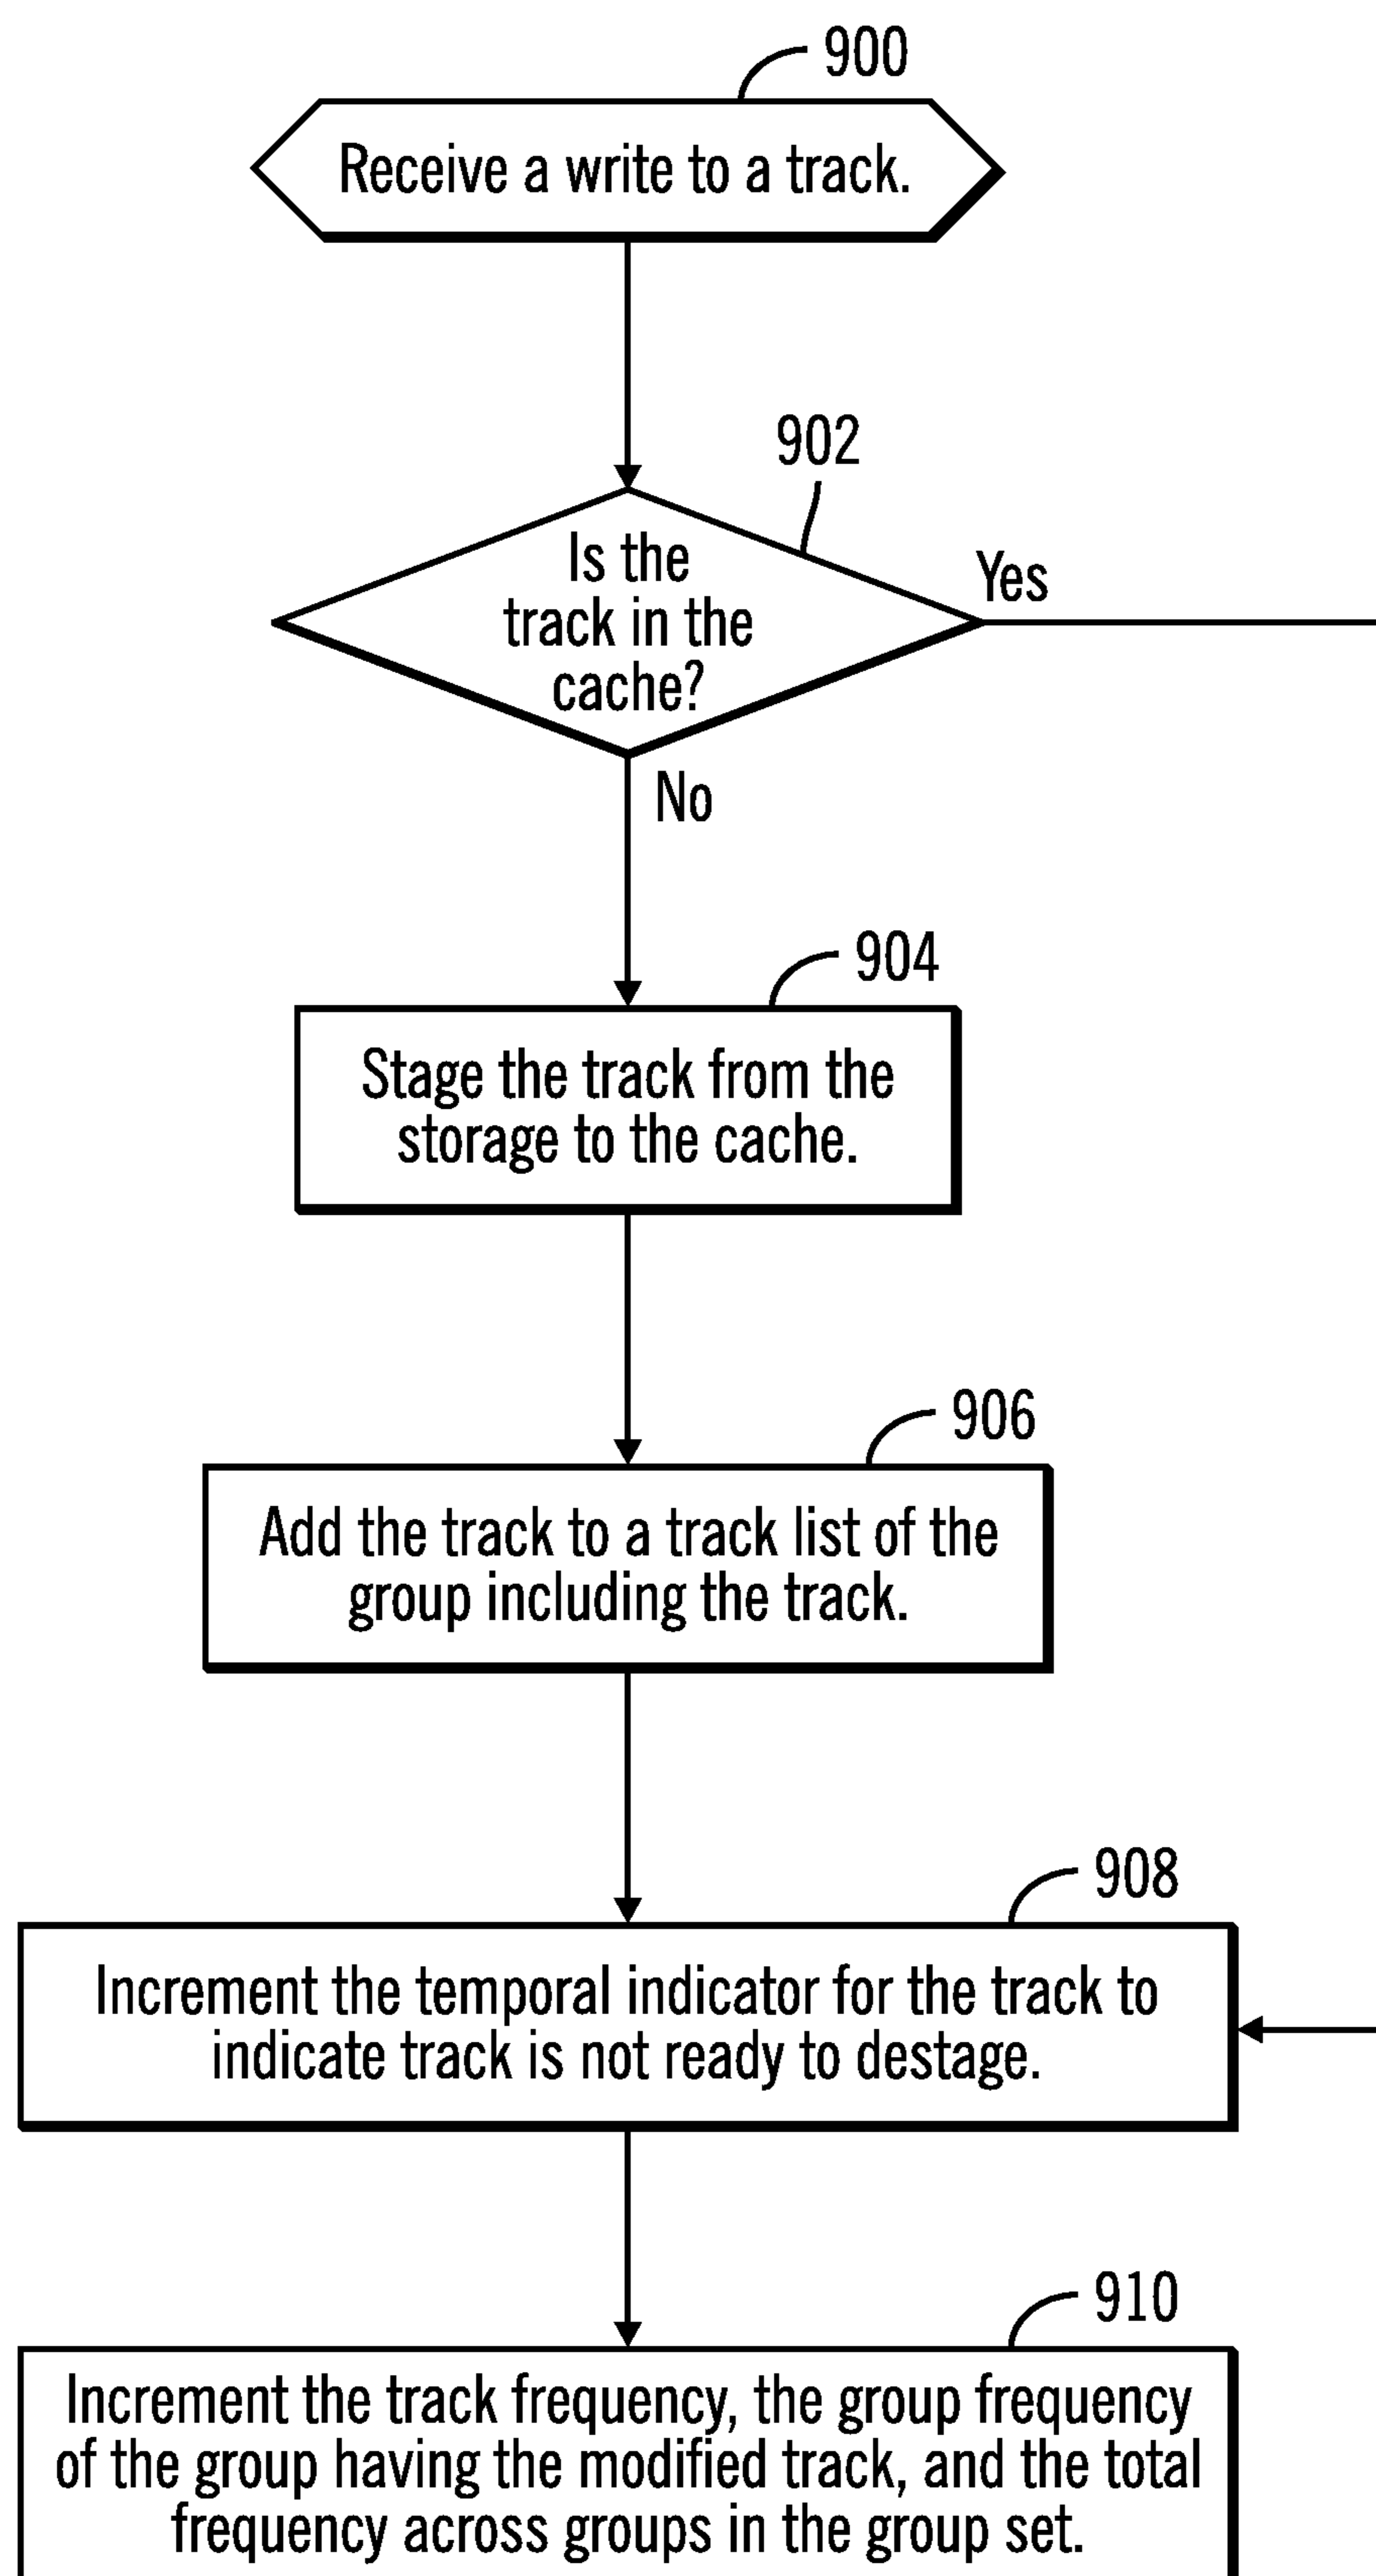 900
Receive a write to a track.
902
Is the
track in the
cache?
Yes
No
904
Stage the track from the
storage to the cache.
906
Add the track to a track list of the
group including the track.
908
Increment the temporal indicator for the track to
indicate track is not ready to destage.
910
Increment the track frequency, the group frequency
of the group having the modified track, and the total
frequency across groups in the group set.